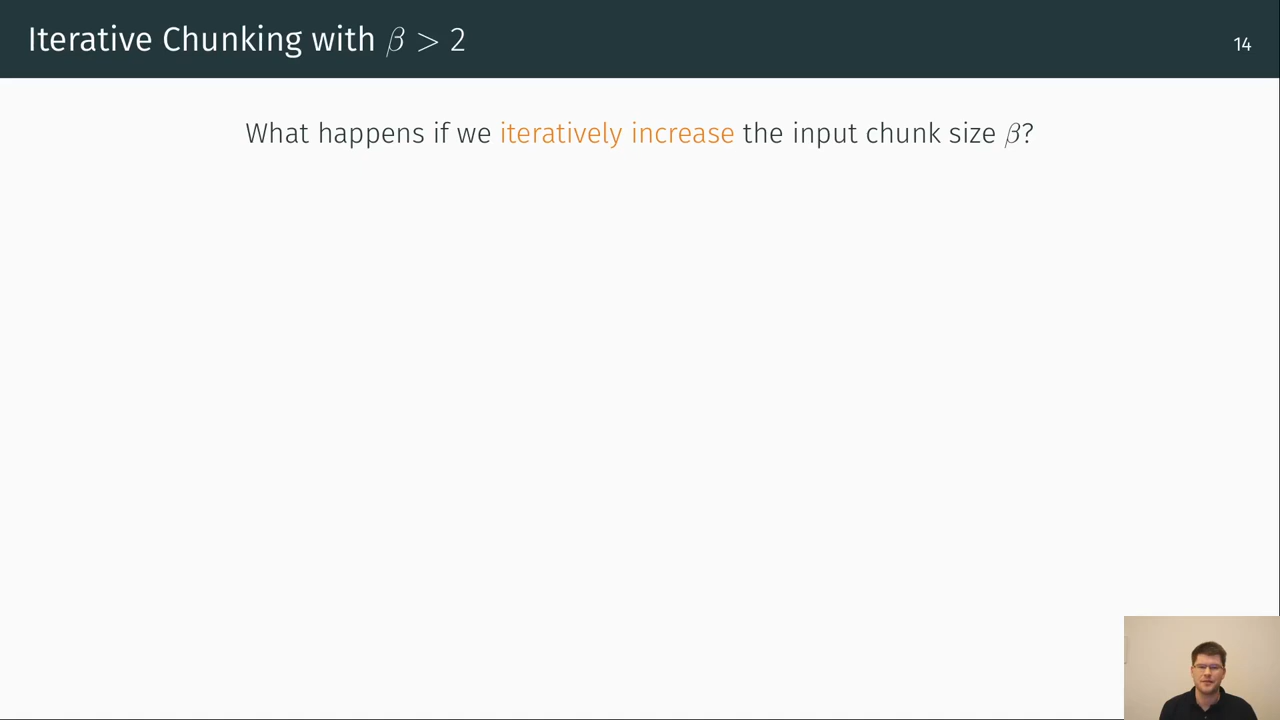 Iterative Chunking with β > 2
14
What happens if we iteratively increase the input chunk size β?